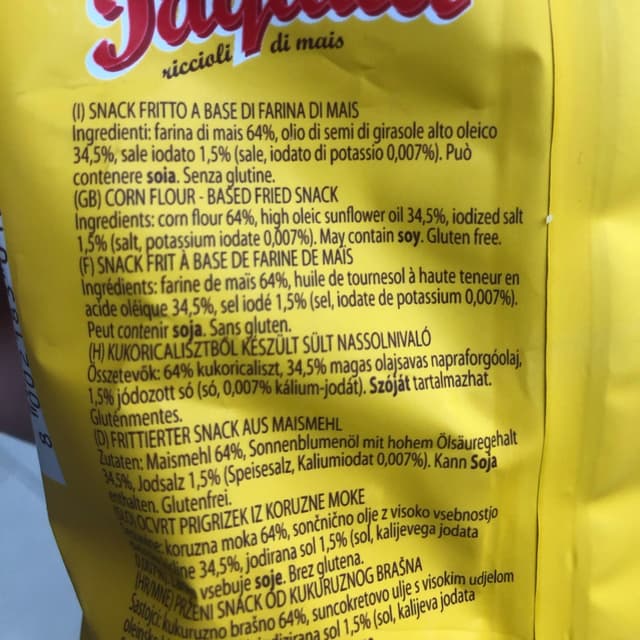 riccioli di mais
(I) SNACK FRITTO A BASE DI FARINA DI MAIS
Ingredienti: farina di mais 64%, olio di semi di girasole alto oleico
34,5%, sale iodato 1,5% (sale, iodato di potassio 0,007%). Può
contenere soia. Senza glutine.
(GB) CORN FLOUR - BASED FRIED SNACK
Ingredients: corn flour 64%, high oleic sunflower oil 34,5%, iodized salt
1,5% (salt, potassium iodate 0,007%). May contain soy. Gluten free.
(F) SNACK FRIT À BASE DE FARINE DE MAÏS
Ingrédients: farine de maïs 64%, huile de tournesol à haute teneur en
acide oléique 34,5%, sel iodé 1,5% (sel, iodate de potassium 0,007%).
Peut contenir soja. Sans gluten.
(H) KUKORICALISZTBŐL KÉSZÜLT SÜLT NASSOLNIVALÓ
Összetevők: 64% kukoricaliszt, 34,5% magas olajsavas napraforgóolaj,
1,5% jódozott só (só, 0,007% kálium-jodát). Szóját tartalmazhat.
Gluténmentes.
(D) FRITTIERTER SNACK AUS MAISMEHL
Zutaten: Maismehl 64%, Sonnenblumenöl mit hohem Ölsäuregehalt
34,5%, Jodsalz 1,5% (Speisesalz, Kaliumiodat 0,007%). Kann Soja
enthalten. Glutenfrei.
OCVRT PRIGRIZEK IZ KORUZNE MOKE
koruzna moka 64%, sončnično olje z visoko vsebnostjo
34,5%, jodirana sol 1,5% (sol, kalijevega jodata
vsebuje soje. Brez glutena.
(HR/MNE) PRŽENI SNACK OD KUKURUZNOG BRAŠNA
Sastojci: kukuruzno brašno 64%, suncokretovo ulje s visokim udjelom
sol 1,5% (sol, kalijeva jodata